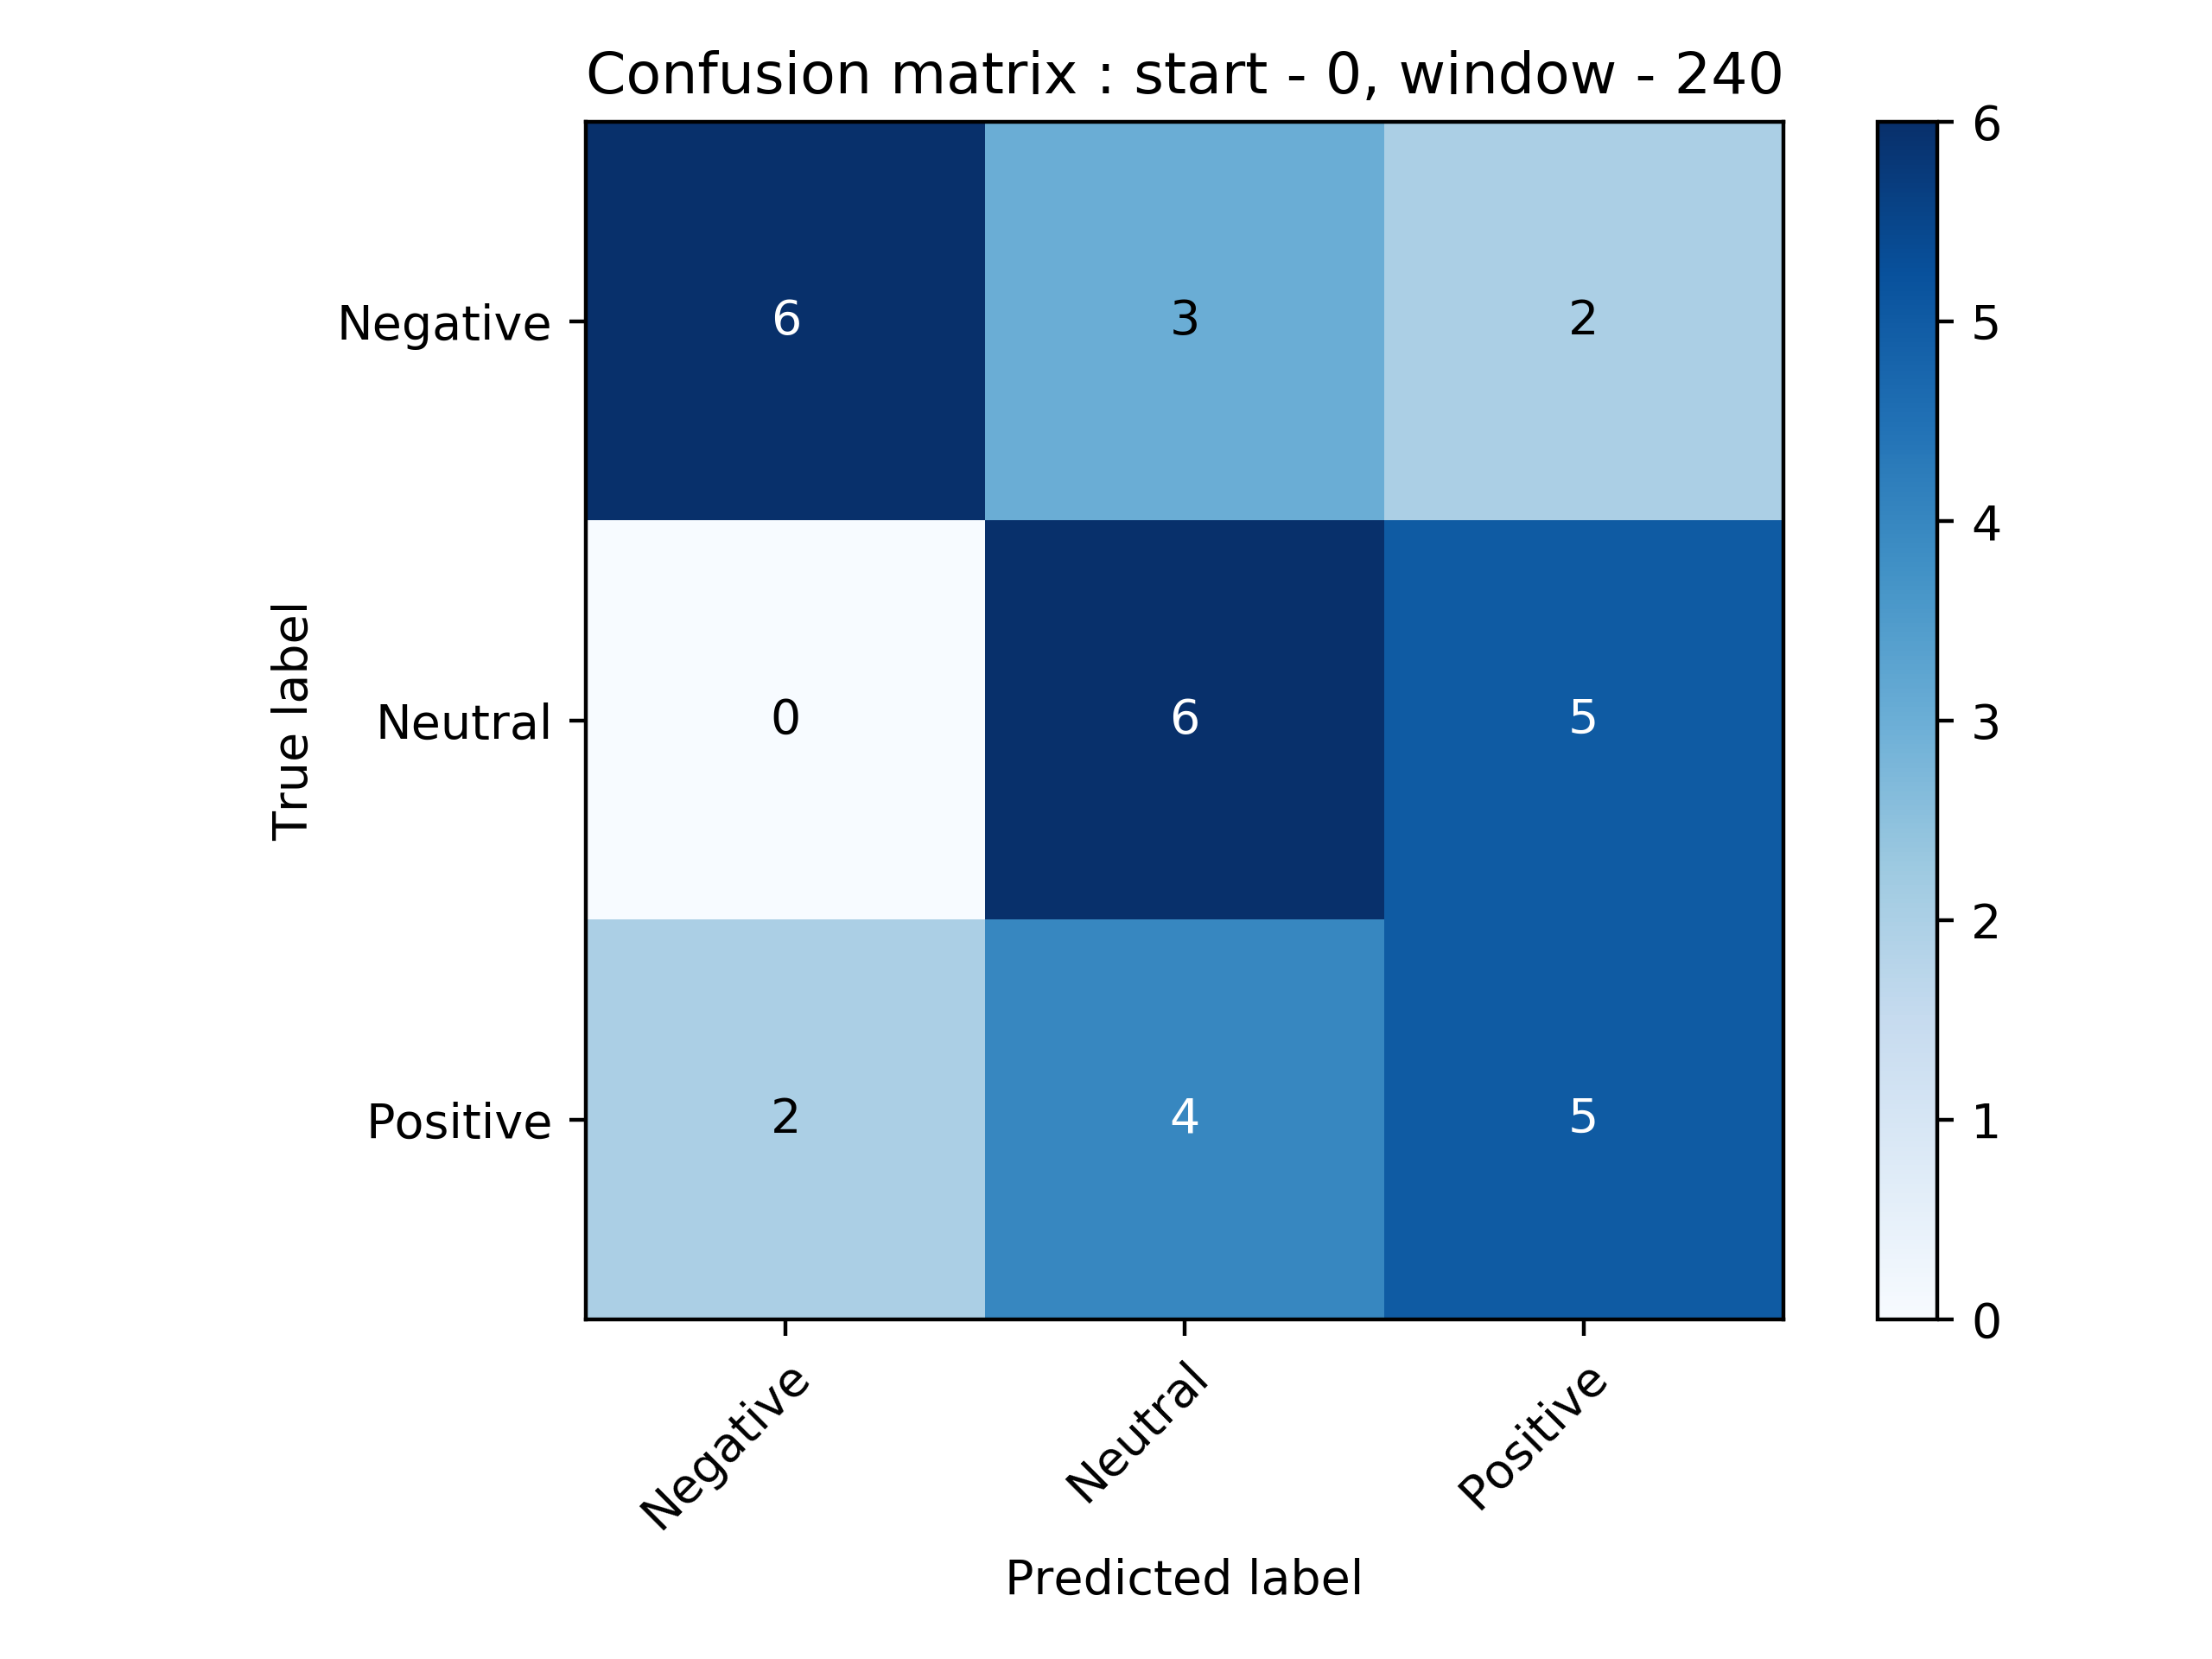 Confusion matrix : start - 0, window - 240
6
Negative 6 3 2
5
4
True label
Neutral 0 6 5
3
2
Positive 2 4 5
1
0
Negative Neutral Positive
Predicted label